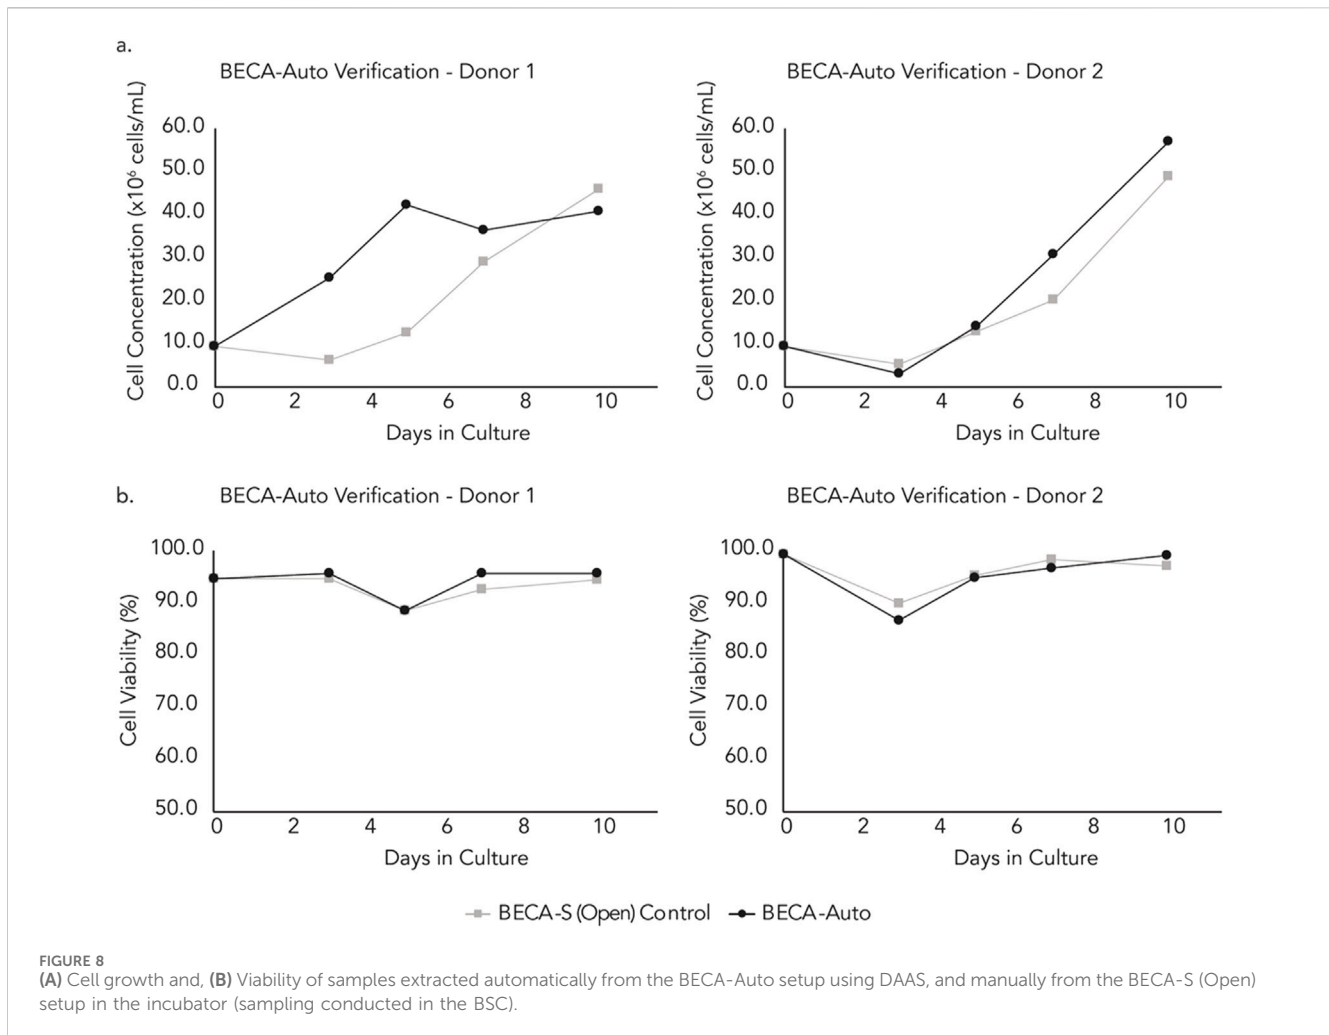 a.
BECA-Auto Verification - Donor 1
Cell Concentration (x10⁶ cells/mL)
60.0
50.0
40.0
30.0
20.0
10.0
0.0
0 2 4 6 8 10
Days in Culture
BECA-Auto Verification - Donor 2
Cell Concentration (x10⁶ cells/mL)
60.0
50.0
40.0
30.0
20.0
10.0
0.0
0 2 4 6 8 10
Days in Culture
b.
BECA-Auto Verification - Donor 1
Cell Viability (%)
100.0
90.0
80.0
70.0
60.0
50.0
0 2 4 6 8 10
Days in Culture
BECA-Auto Verification - Donor 2
Cell Viability (%)
100.0
90.0
80.0
70.0
60.0
50.0
0 2 4 6 8 10
Days in Culture
BECA-S (Open) Control BECA-Auto
FIGURE 8
(A) Cell growth and, (B) Viability of samples extracted automatically from the BECA-Auto setup using DAAS, and manually from the BECA-S (Open)
setup in the incubator (sampling conducted in the BSC).